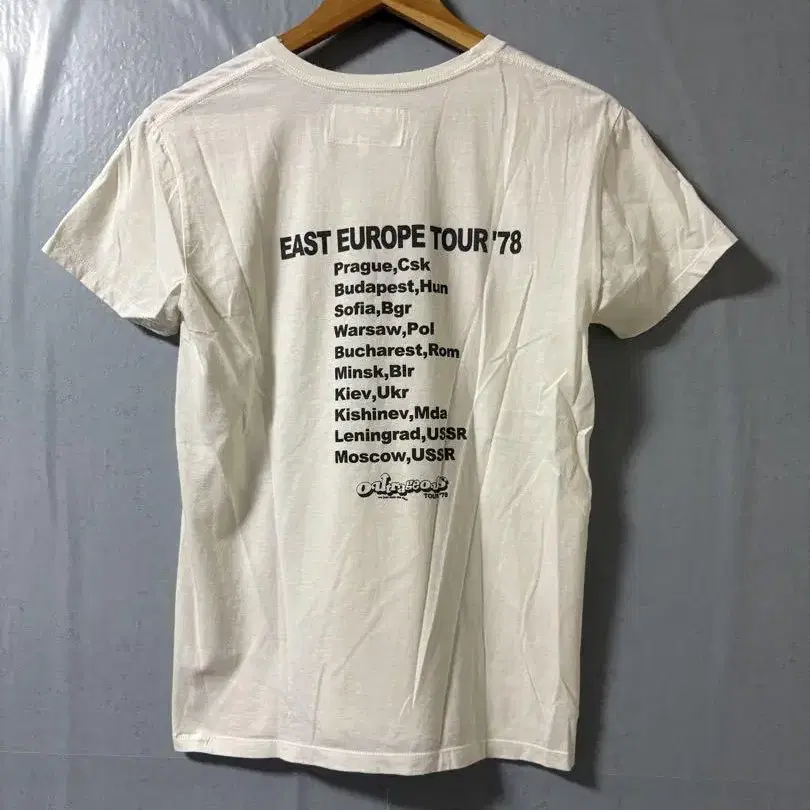 EAST EUROPE TOUR '78
Prague,Csk
Budapest,Hun
Sofia,Bgr
Warsaw,Pol
Bucharest,Rom
Minsk,Blr
Kiev,Ukr
Kishinev,Mda
Leningrad,USSR
Moscow,USSR
Outrageous
TOUR '78